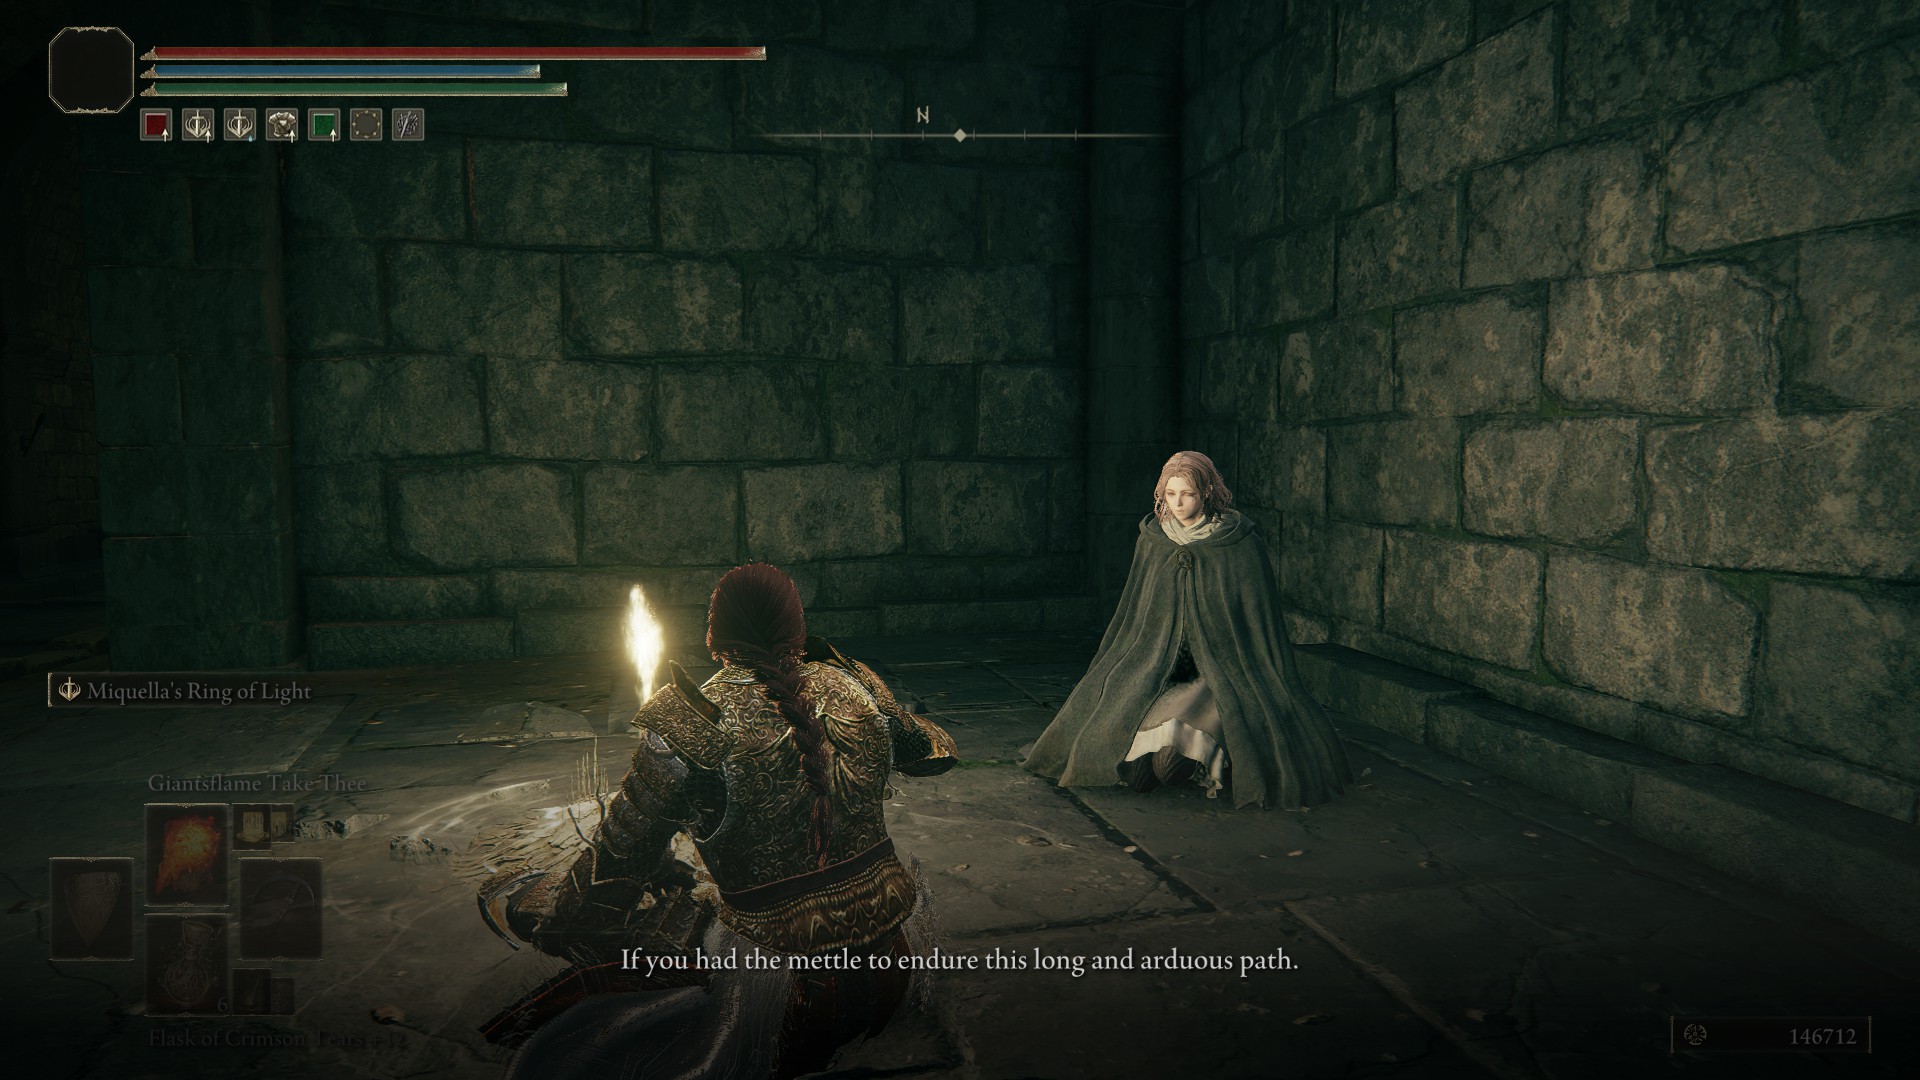 N
Miquella's Ring of Light
Giantsflame Take Thee
6
If you had the mettle to endure this long and arduous path.
Flask of Crimson Tears +12
146712